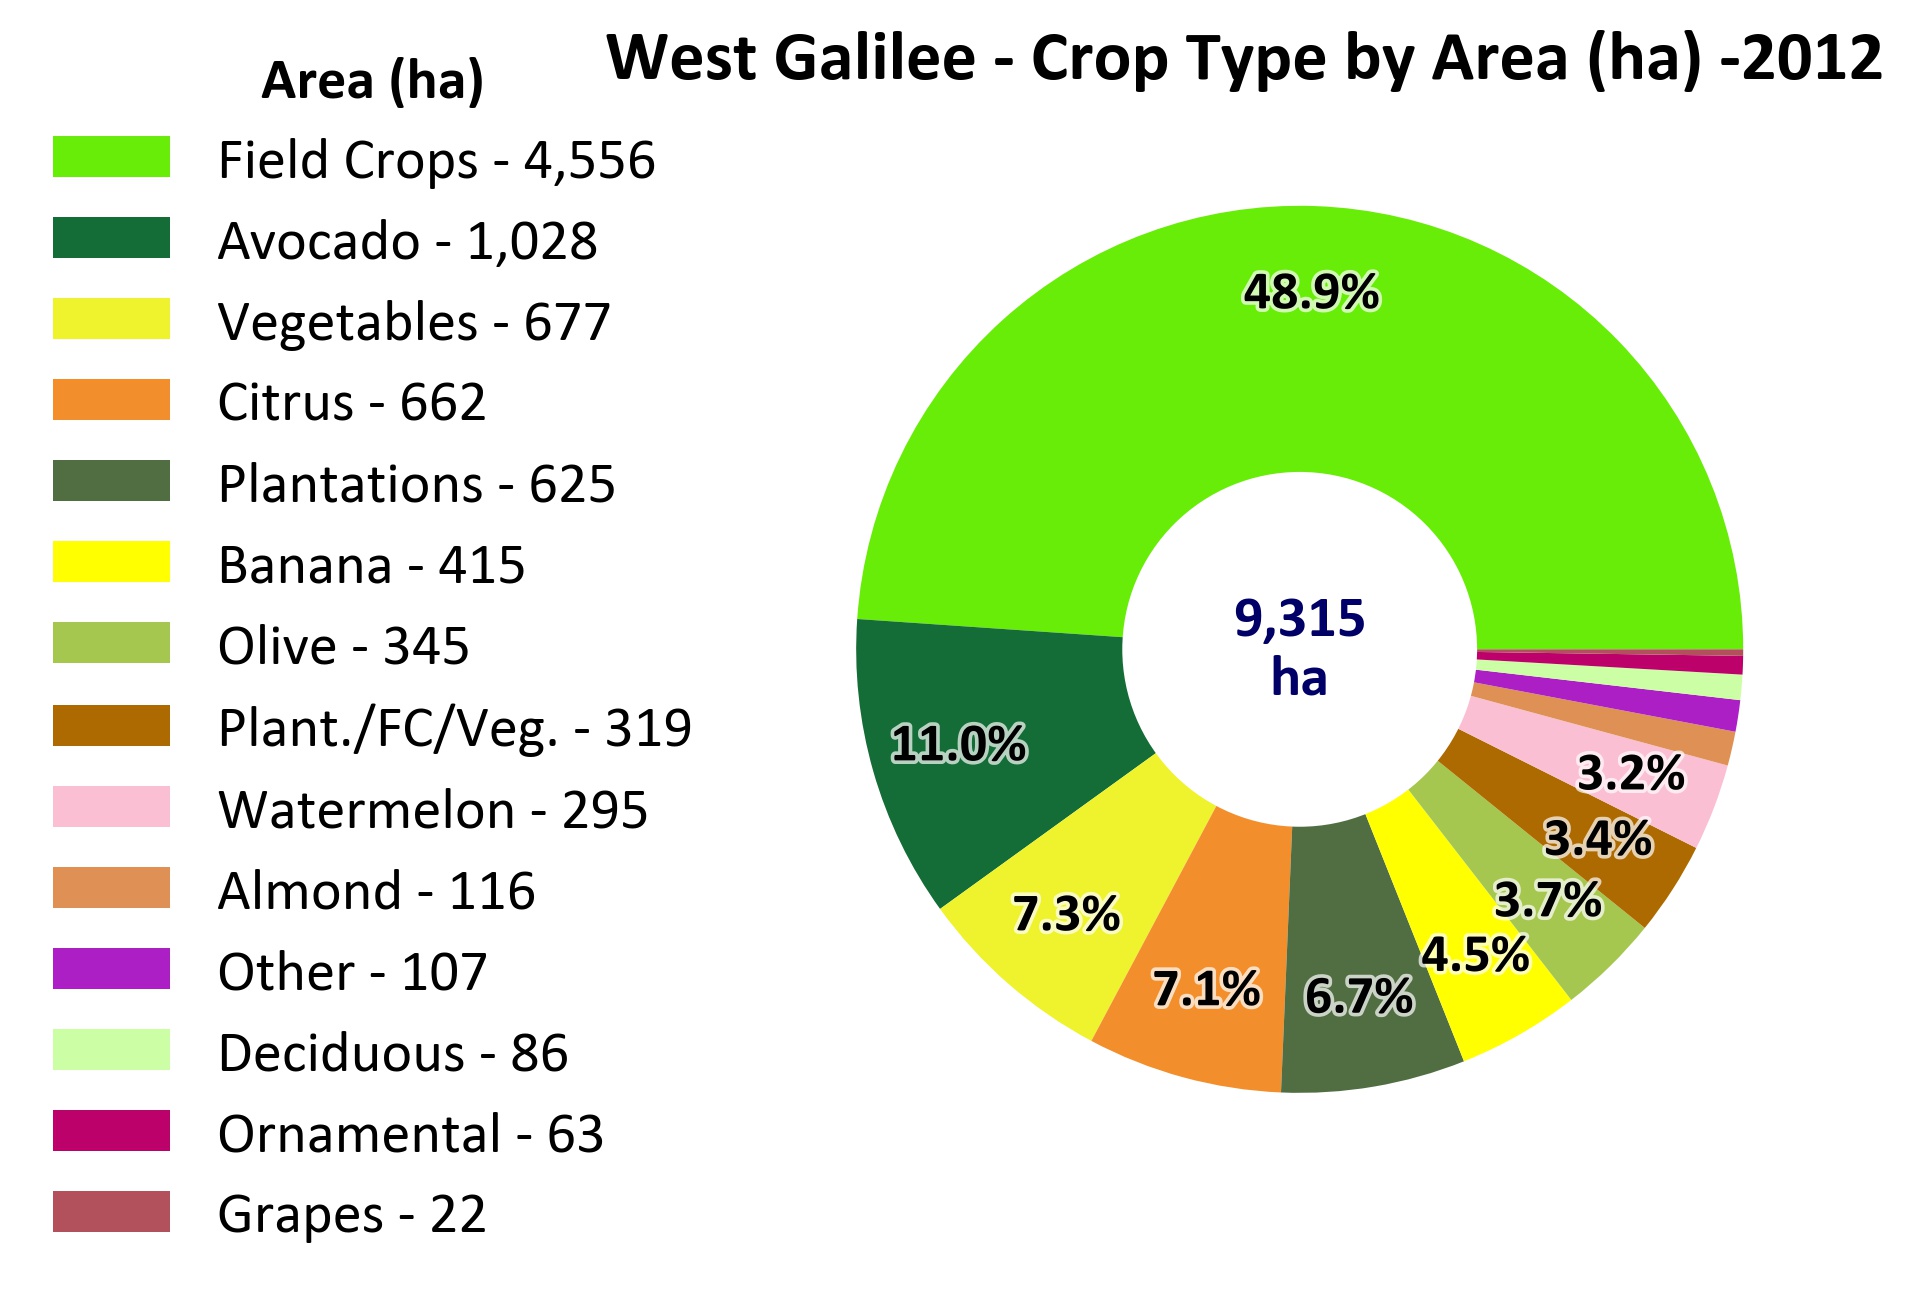 West Galilee - Crop Type by Area (ha) -2012
Area (ha)
Field Crops - 4,556
Avocado - 1,028
Vegetables - 677
Citrus - 662
Plantations - 625
Banana - 415
Olive - 345
Plant./FC/Veg. - 319
Watermelon - 295
Almond - 116
Other - 107
Deciduous - 86
Ornamental - 63
Grapes - 22
48.9%
11.0%
7.3%
7.1%
6.7%
4.5%
3.7%
3.4%
3.2%
9,315
ha